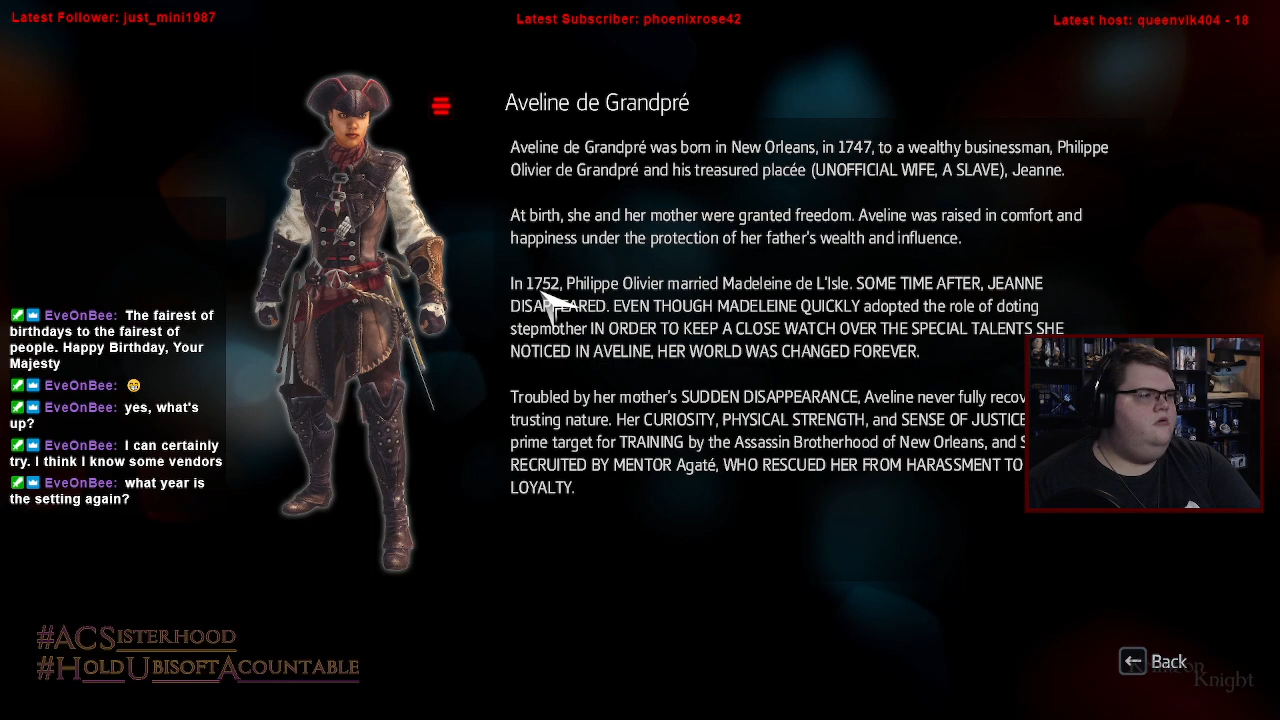 Latest Follower: just_mini1987
Latest Subscriber: phoenixrose42
Latest host: queenvlk404 - 18
Aveline de Grandpré
Aveline de Grandpré was born in New Orleans, in 1747, to a wealthy businessman, Philippe
Olivier de Grandpré and his treasured placée (UNOFFICIAL WIFE, A SLAVE), Jeanne.
At birth, she and her mother were granted freedom. Aveline was raised in comfort and
happiness under the protection of her father's wealth and influence.
In 1752, Philippe Olivier married Madeleine de L'Isle. SOME TIME AFTER, JEANNE
DISAPPEARED. EVEN THOUGH MADELEINE QUICKLY adopted the role of doting
stepmother IN ORDER TO KEEP A CLOSE WATCH OVER THE SPECIAL TALENTS SHE
NOTICED IN AVELINE, HER WORLD WAS CHANGED FOREVER.
Troubled by her mother's SUDDEN DISAPPEARANCE, Aveline never fully recov
trusting nature. Her CURIOSITY, PHYSICAL STRENGTH, and SENSE OF JUSTICE
prime target for TRAINING by the Assassin Brotherhood of New Orleans, and S
RECRUITED BY MENTOR Agaté, WHO RESCUED HER FROM HARASSMENT TO
LOYALTY.
EveOnBee: The fairest of
birthdays to the fairest of
people. Happy Birthday, Your
Majesty
EveOnBee:
EveOnBee: yes, what's
up?
EveOnBee: I can certainly
try. I think I know some vendors
EveOnBee: what year is
the setting again?
#ACSisterhood
#HoldUbisoftAcountable
Back
Knight